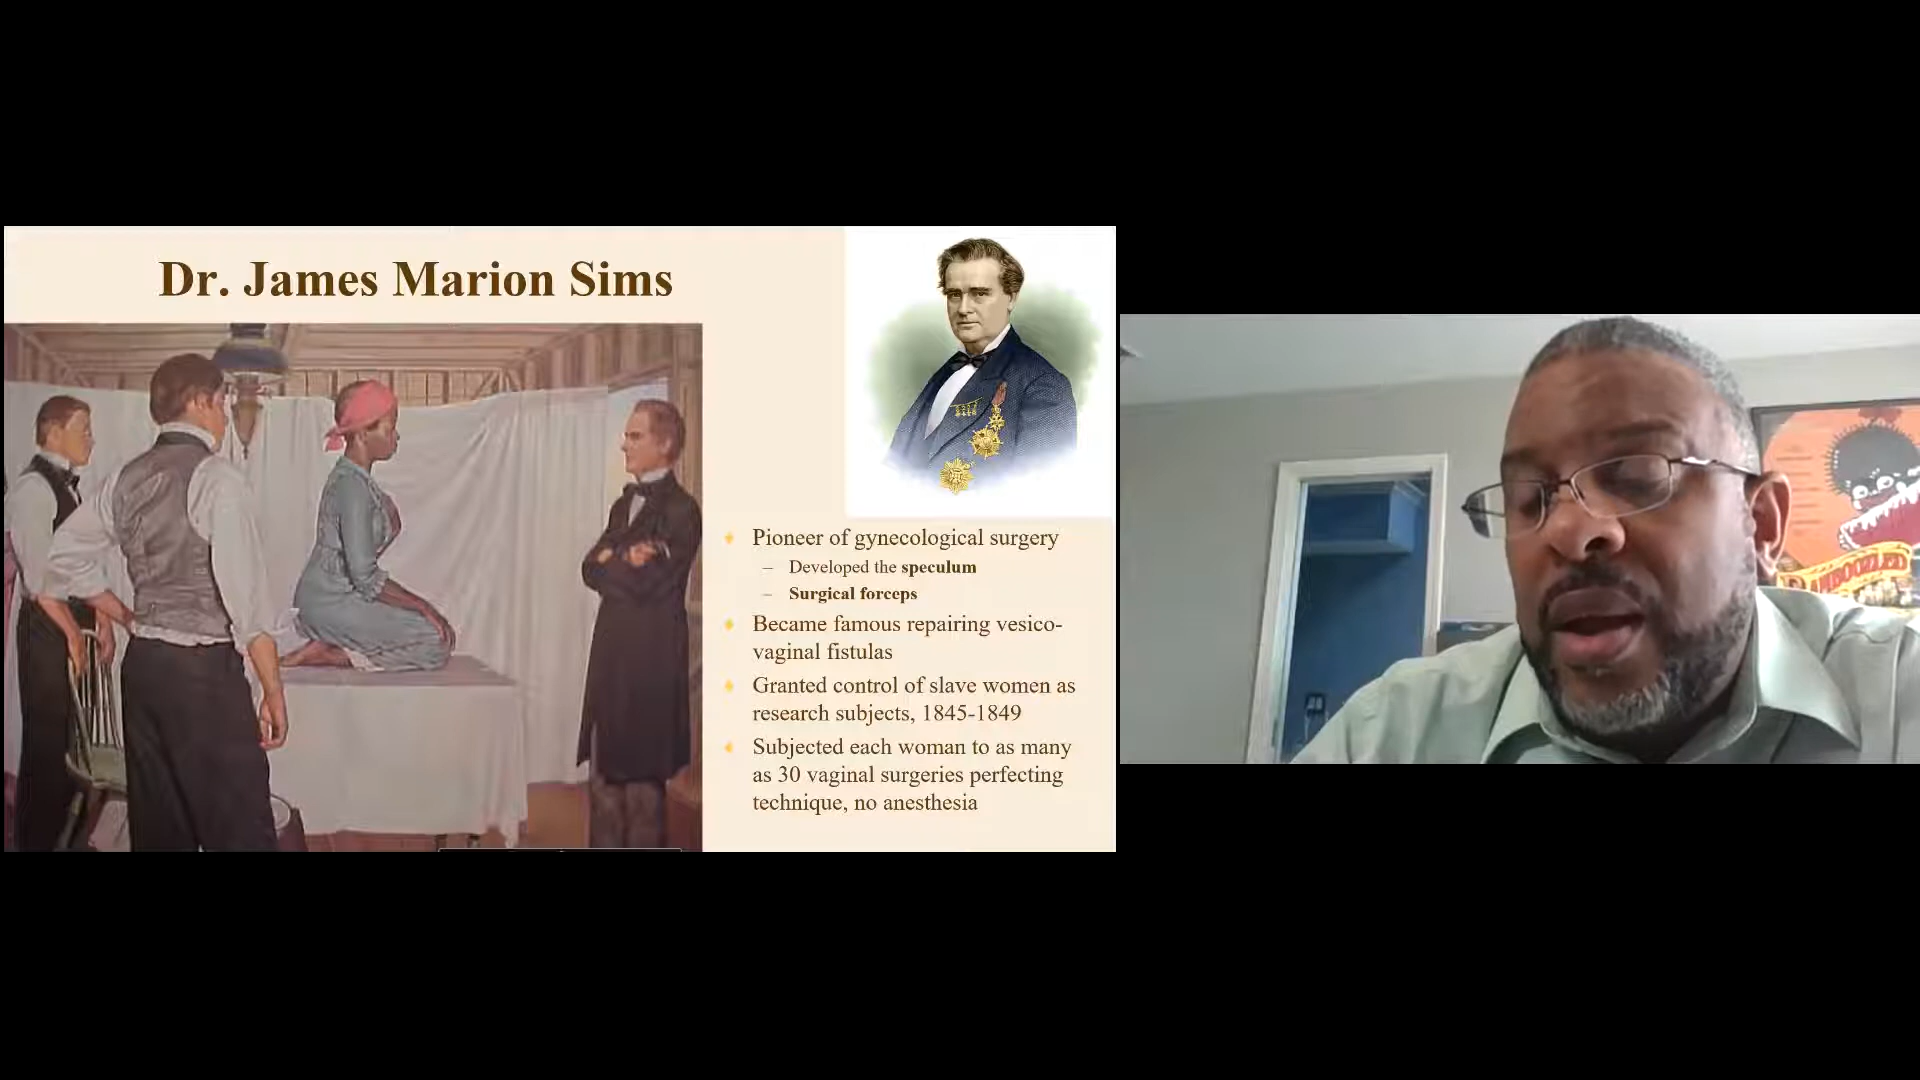 Dr. James Marion Sims
Pioneer of gynecological surgery
– Developed the speculum
– Surgical forceps
Became famous repairing vesico-
vaginal fistulas
Granted control of slave women as
research subjects, 1845-1849
Subjected each woman to as many
as 30 vaginal surgeries perfecting
technique, no anesthesia